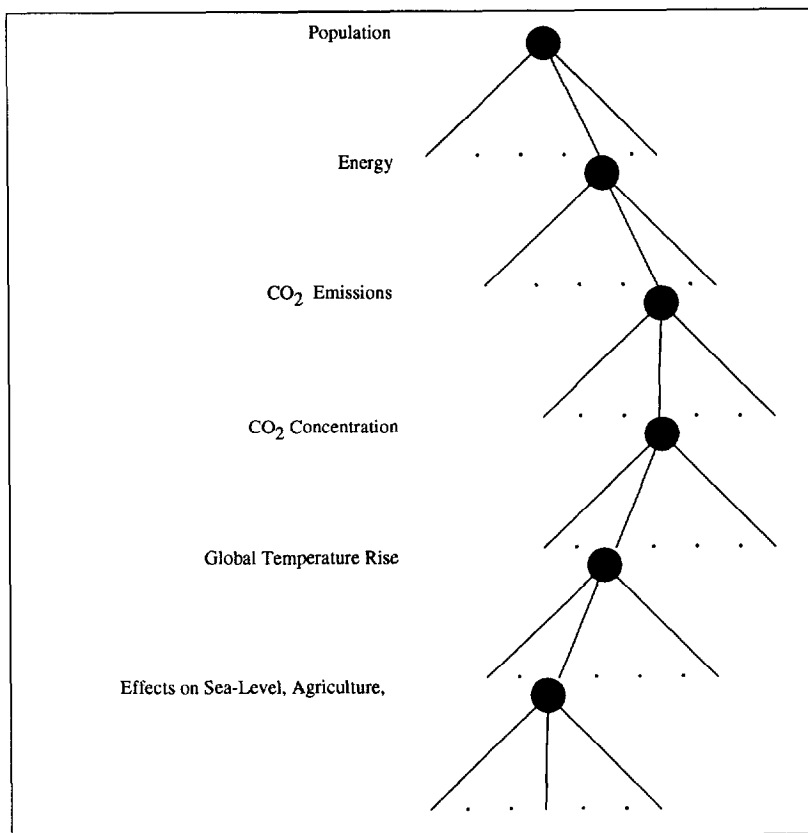 Population
Energy
CO₂ Emissions
CO₂ Concentration
Global Temperature Rise
Effects on Sea-Level, Agriculture,